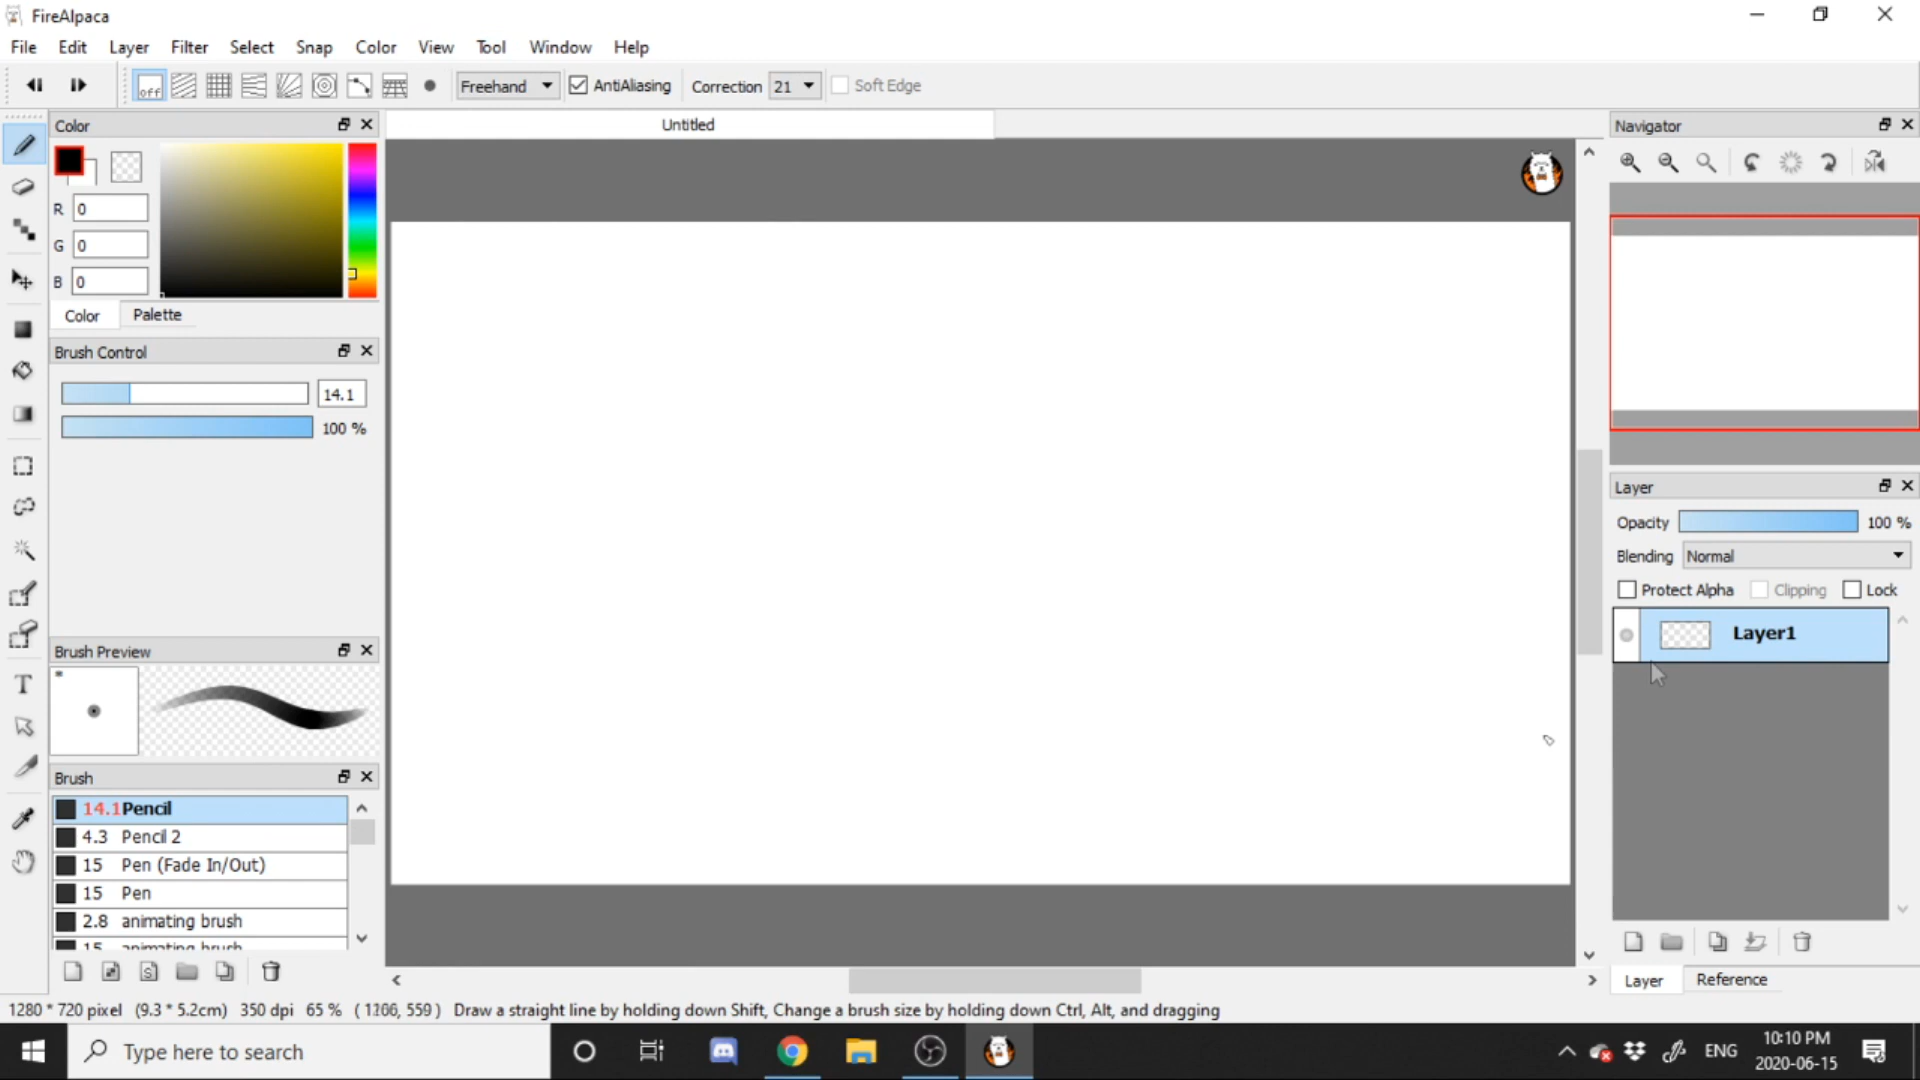 FireAlpaca
File Edit Layer Filter Select Snap Color View Tool Window Help
off Freehand AntiAliasing Correction 21 Soft Edge
Color
R 0
G 0
B 0
Color Palette
Brush Control
14.1
100 %
Brush Preview
*
Brush
14.1 Pencil
4.3 Pencil 2
15 Pen (Fade In/Out)
15 Pen
2.8 animating brush
15 animating brush
S
Untitled
Navigator
Layer
Opacity 100 %
Blending Normal
Protect Alpha Clipping Lock
Layer1
Layer Reference
1280 * 720 pixel (9.3 * 5.2cm) 350 dpi 65 % ( 1206, 559 ) Draw a straight line by holding down Shift, Change a brush size by holding down Ctrl, Alt, and dragging
Type here to search
ENG
10:10 PM
2020-06-15